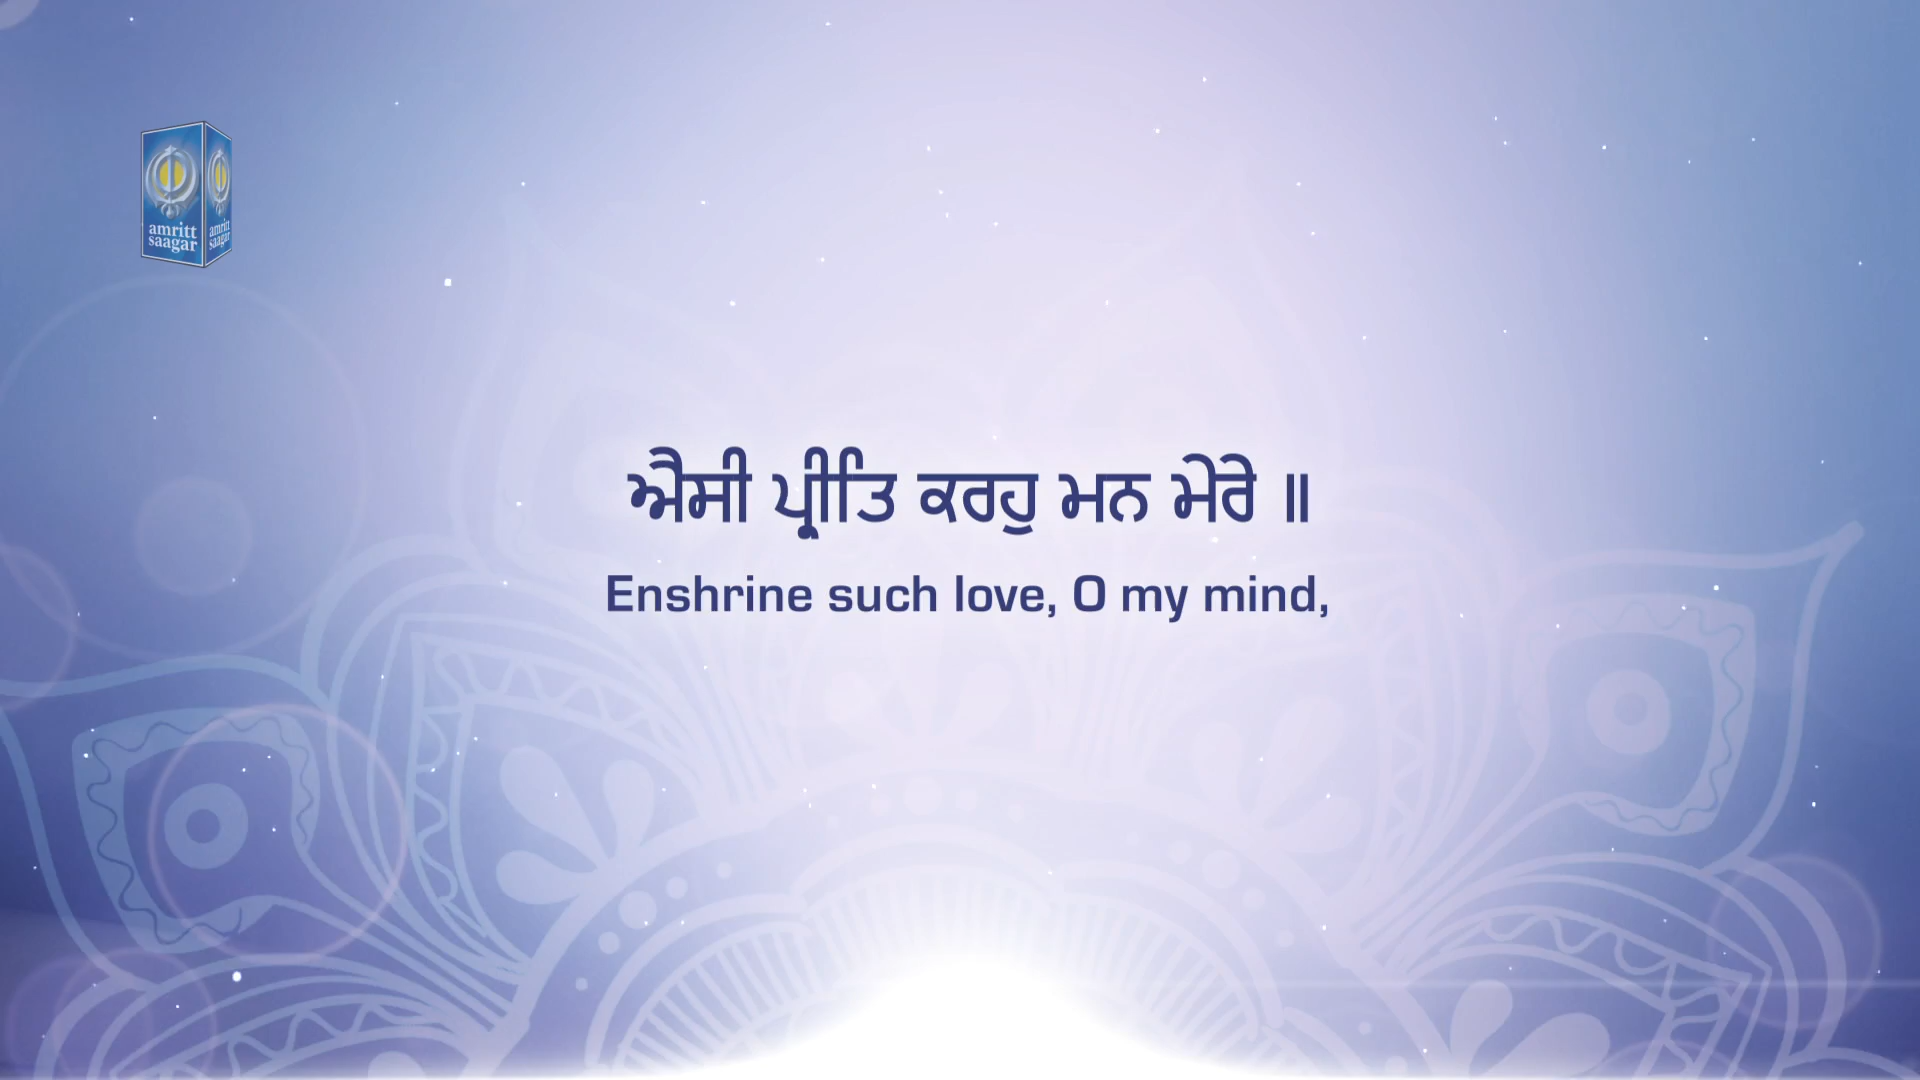 amritt
saagar
amritt
saagar
ਐਸੀ ਪ੍ਰੀਤਿ ਕਰਹੁ ਮਨ ਮੇਰੇ ॥
Enshrine such love, O my mind,